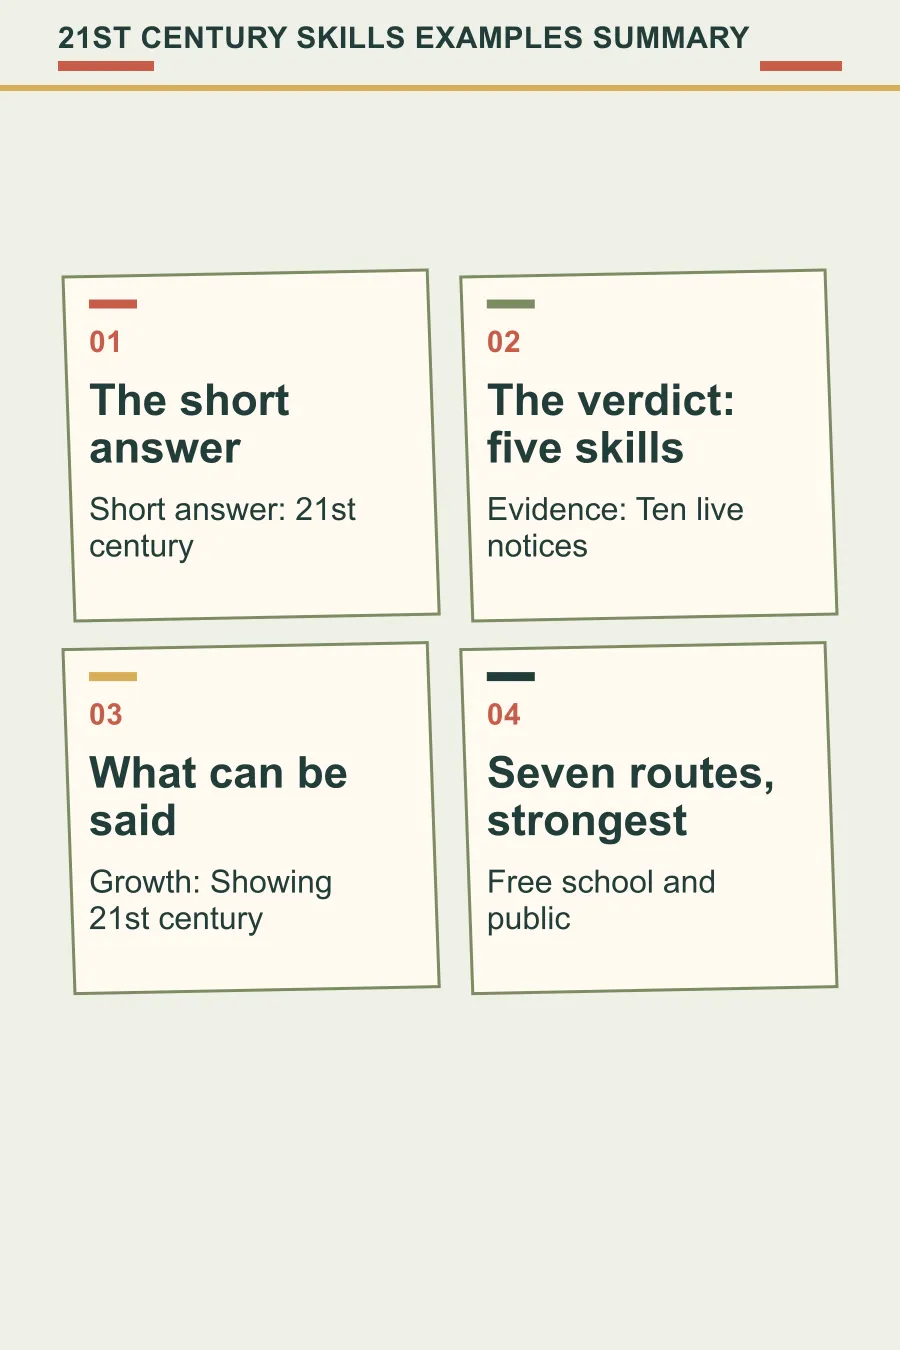 21ST CENTURY SKILLS EXAMPLES SUMMARY
01
The short
answer
Short answer: 21st
century
02
The verdict:
five skills
Evidence: Ten live
notices
03
What can be
said
Growth: Showing
21st century
04
Seven routes,
strongest
Free school and
public